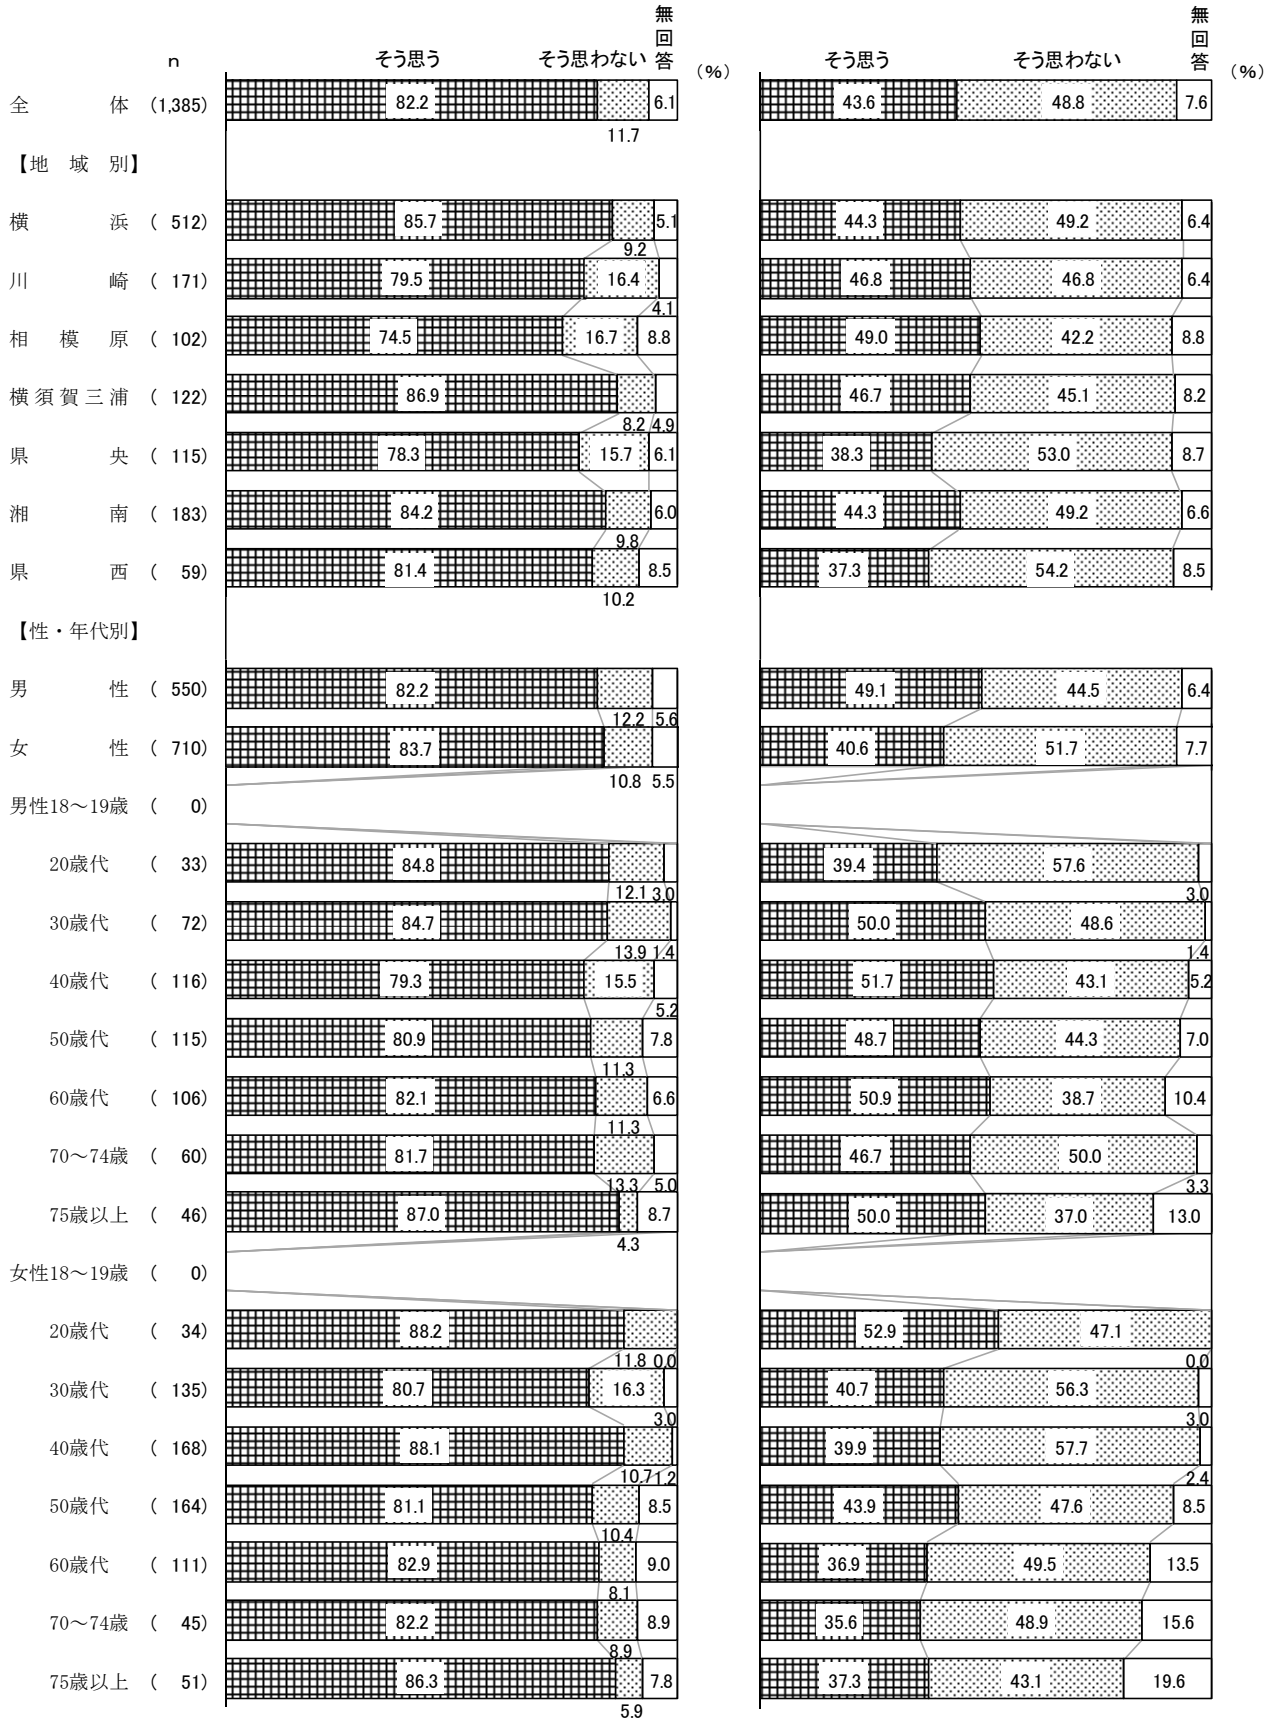 無回答 無回答
n そう思う そう思わない (%) そう思う そう思わない (%)
全体 (1,385) 82.2 11.7 6.1 43.6 48.8 7.6
【地域別】
横浜 (512) 85.7 9.2 5.1 44.3 49.2 6.4
川崎 (171) 79.5 16.4 4.1 46.8 46.8 6.4
相模原 (102) 74.5 16.7 8.8 49.0 42.2 8.8
横須賀三浦 (122) 86.9 8.2 4.9 46.7 45.1 8.2
県央 (115) 78.3 15.7 6.1 38.3 53.0 8.7
湘南 (183) 84.2 9.8 6.0 44.3 49.2 6.6
県西 (59) 81.4 10.2 8.5 37.3 54.2 8.5
【性・年代別】
男性 (550) 82.2 12.2 5.6 49.1 44.5 6.4
女性 (710) 83.7 10.8 5.5 40.6 51.7 7.7
男性18～19歳 (0)
20歳代 (33) 84.8 12.1 3.0 39.4 57.6 3.0
30歳代 (72) 84.7 13.9 1.4 50.0 48.6 1.4
40歳代 (116) 79.3 15.5 5.2 51.7 43.1 5.2
50歳代 (115) 80.9 11.3 7.8 48.7 44.3 7.0
60歳代 (106) 82.1 11.3 6.6 50.9 38.7 10.4
70～74歳 (60) 81.7 13.3 5.0 46.7 50.0 3.3
75歳以上 (46) 87.0 4.3 8.7 50.0 37.0 13.0
女性18～19歳 (0)
20歳代 (34) 88.2 11.8 0.0 52.9 47.1 0.0
30歳代 (135) 80.7 16.3 3.0 40.7 56.3 3.0
40歳代 (168) 88.1 10.7 1.2 39.9 57.7 2.4
50歳代 (164) 81.1 10.4 8.5 43.9 47.6 8.5
60歳代 (111) 82.9 8.1 9.0 36.9 49.5 13.5
70～74歳 (45) 82.2 8.9 8.9 35.6 48.9 15.6
75歳以上 (51) 86.3 5.9 7.8 37.3 43.1 19.6